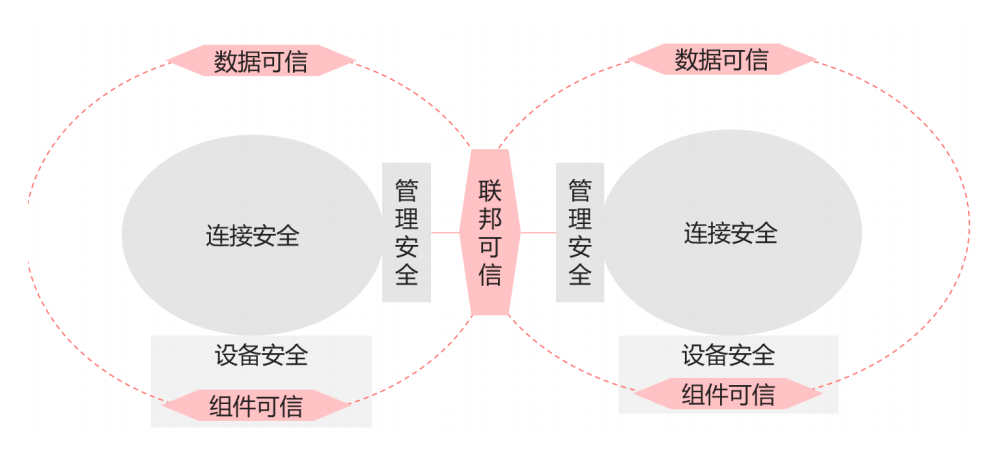 数据可信
数据可信
管理安全
联邦可信
管理安全
连接安全
连接安全
设备安全
设备安全
组件可信
组件可信